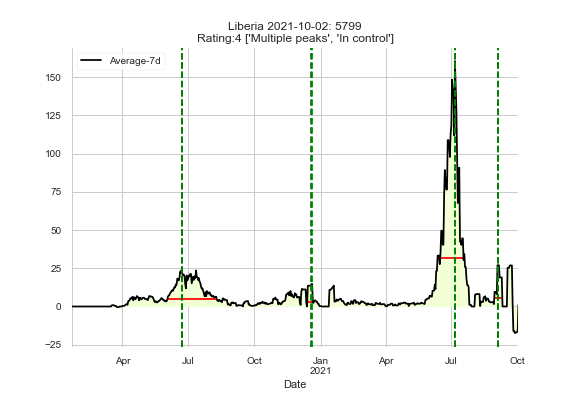 Liberia 2021-10-02: 5799
Rating:4 ['Multiple peaks', 'In control']
Average-7d
150
125
100
75
50
25
0
−25
Apr
Jul
Oct
Jan
2021
Apr
Jul
Oct
Date